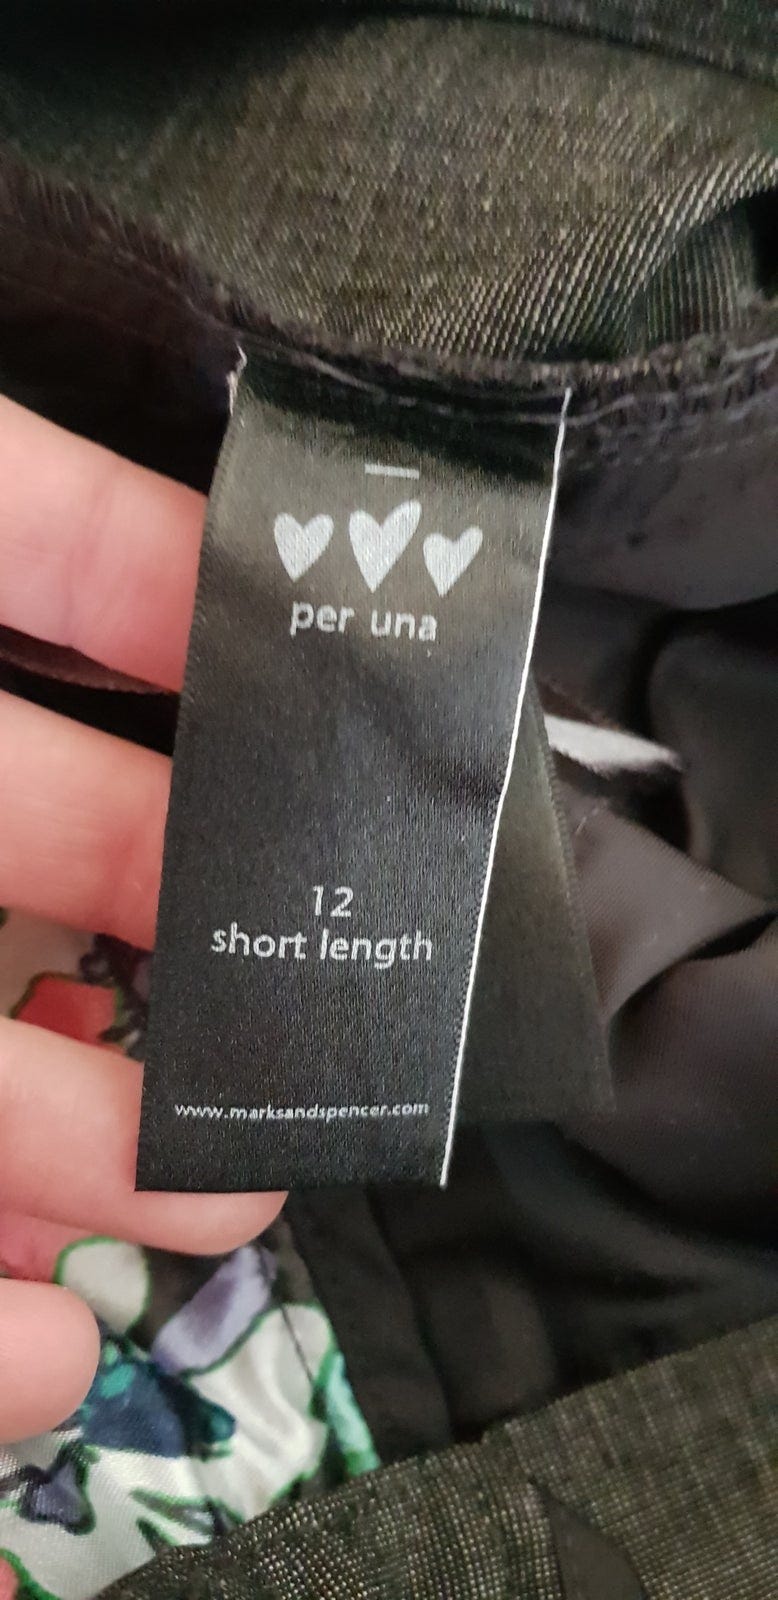 per una
12
short length
www.marksandspencer.com